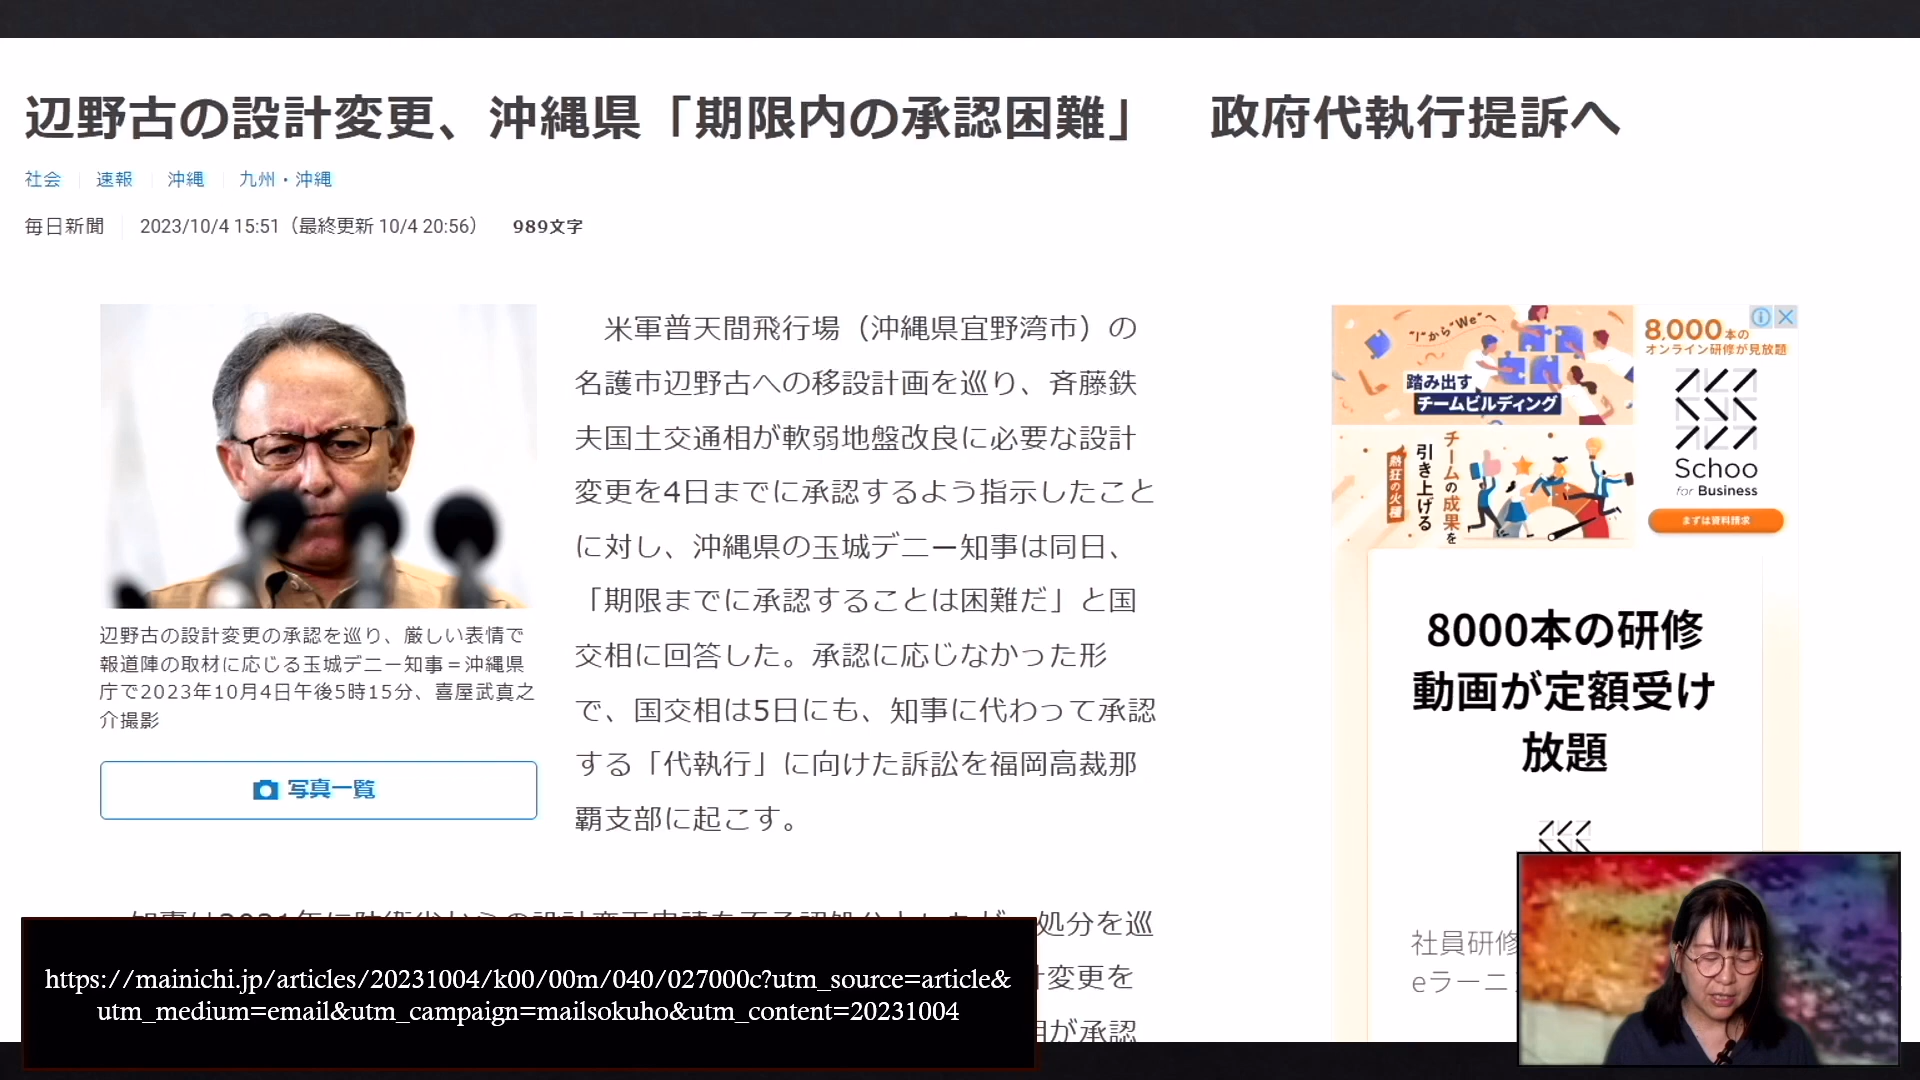 辺野古の設計変更、沖縄県「期限内の承認困難」　政府代執行提訴へ
社会 速報 沖縄 九州・沖縄
毎日新聞 2023/10/4 15:51（最終更新 10/4 20:56） 989文字
辺野古の設計変更の承認を巡り、厳しい表情で
報道陣の取材に応じる玉城デニー知事＝沖縄県
庁で2023年10月4日午後5時15分、喜屋武真之
介撮影
写真一覧
米軍普天間飛行場（沖縄県宜野湾市）の
名護市辺野古への移設計画を巡り、斉藤鉄
夫国土交通相が軟弱地盤改良に必要な設計
変更を4日までに承認するよう指示したこと
に対し、沖縄県の玉城デニー知事は同日、
「期限までに承認することは困難だ」と国
交相に回答した。承認に応じなかった形
で、国交相は5日にも、知事に代わって承認
する「代執行」に向けた訴訟を福岡高裁那
覇支部に起こす。
処分を巡
変更を
が承認
"I"から"We"へ
踏み出す
チームビルディング
熱狂の火種
チームの成果を
引き上げる
8,000本の
オンライン研修が見放題
Schoo
for Business
まずは資料請求
8000本の研修
動画が定額受け
放題
社員研修
eラーニ
https://mainichi.jp/articles/20231004/k00/00m/040/027000c?utm_source=article&
utm_medium=email&utm_campaign=mailsokuho&utm_content=20231004